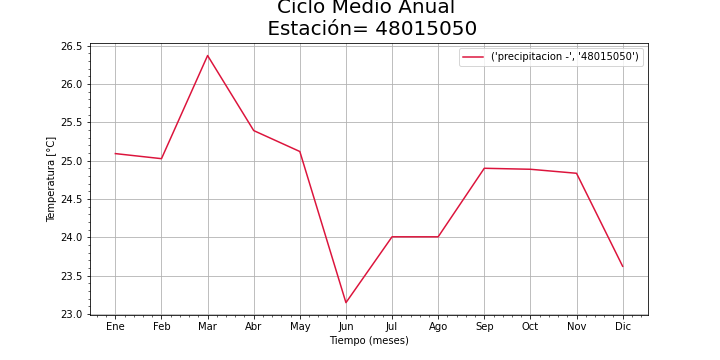 Ciclo Medio Anual
Estación= 48015050
('precipitacion -', '48015050')
Temperatura [°C]
26.5
26.0
25.5
25.0
24.5
24.0
23.5
23.0
Ene Feb Mar Abr May Jun Jul Ago Sep Oct Nov Dic
Tiempo (meses)